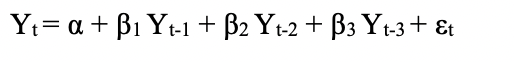 Yt = α + β1 Yt-1 + β2 Yt-2 + β3 Yt-3 + εt